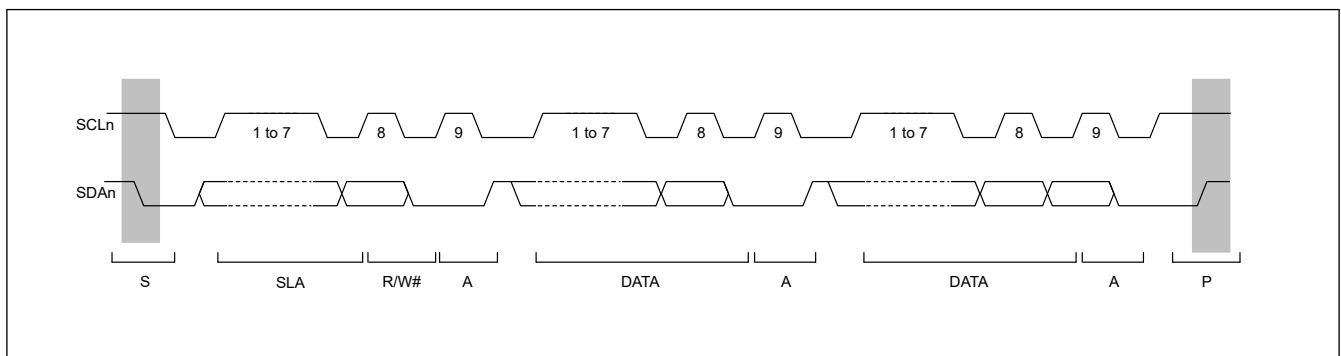 SCLn 1 to 7 8 9 1 to 7 8 9 1 to 7 8 9
SDAn
S SLA R/W# A DATA A DATA A P